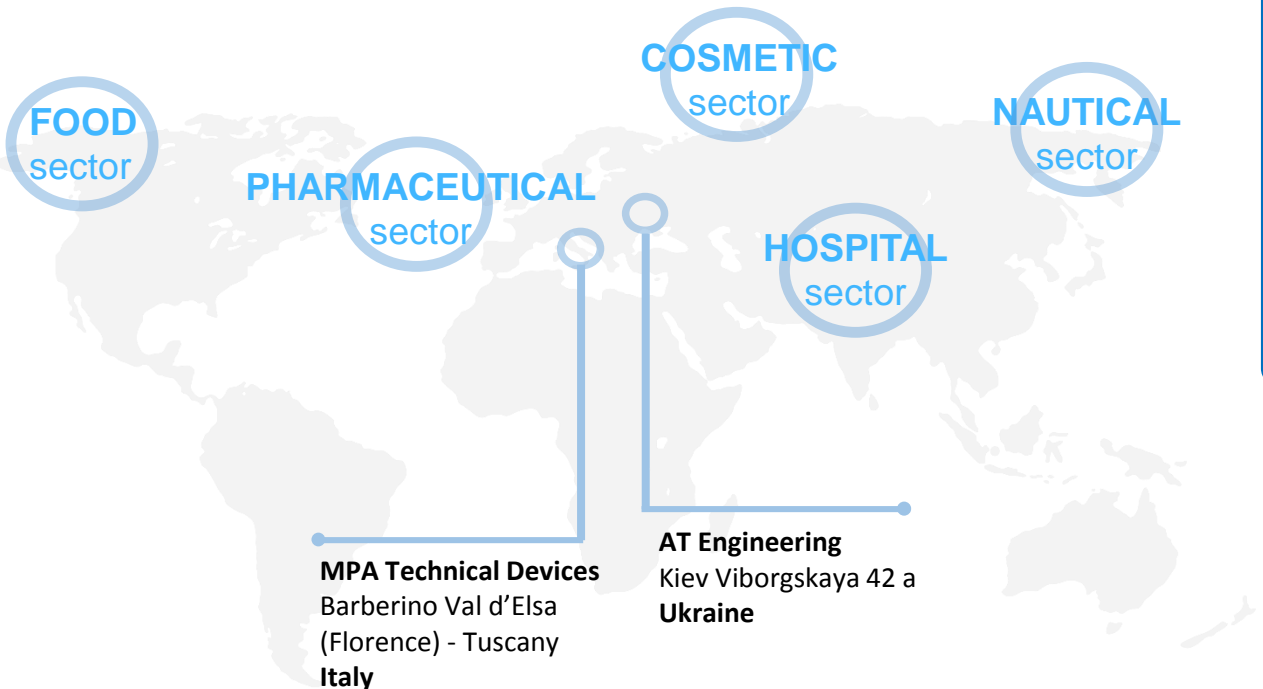 COSMETIC
sector
FOOD
sector
NAUTICAL
sector
PHARMACEUTICAL
sector
HOSPITAL
sector
MPA Technical Devices
Barberino Val d’Elsa
(Florence) - Tuscany
Italy
AT Engineering
Kiev Viborgskaya 42 a
Ukraine